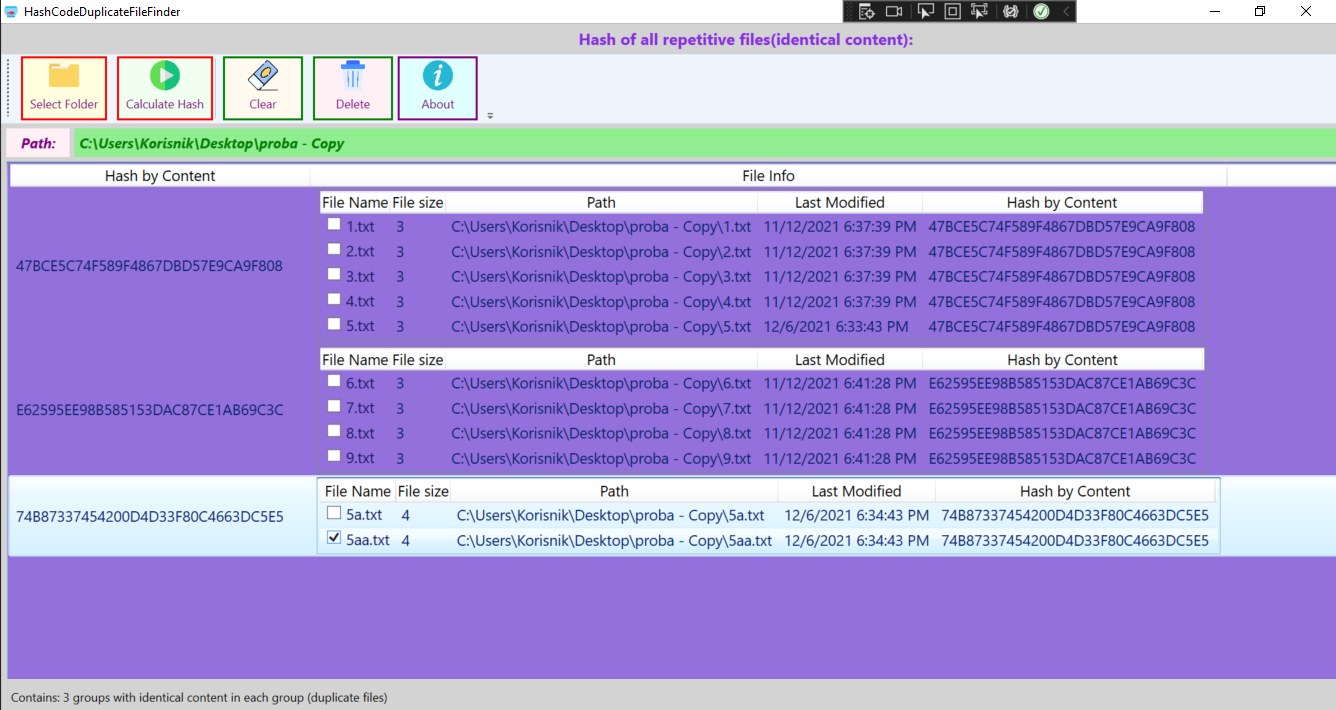 HashCodeDuplicateFileFinder
Hash of all repetitive files(identical content):
Select Folder Calculate Hash Clear Delete About
Path: C:\Users\Korisnik\Desktop\proba - Copy
Hash by Content File Info
File Name File size Path Last Modified Hash by Content
1.txt 3 C:\Users\Korisnik\Desktop\proba - Copy\1.txt 11/12/2021 6:37:39 PM 47BCE5C74F589F4867DBD57E9CA9F808
2.txt 3 C:\Users\Korisnik\Desktop\proba - Copy\2.txt 11/12/2021 6:37:39 PM 47BCE5C74F589F4867DBD57E9CA9F808
47BCE5C74F589F4867DBD57E9CA9F808
3.txt 3 C:\Users\Korisnik\Desktop\proba - Copy\3.txt 11/12/2021 6:37:39 PM 47BCE5C74F589F4867DBD57E9CA9F808
4.txt 3 C:\Users\Korisnik\Desktop\proba - Copy\4.txt 11/12/2021 6:37:39 PM 47BCE5C74F589F4867DBD57E9CA9F808
5.txt 3 C:\Users\Korisnik\Desktop\proba - Copy\5.txt 12/6/2021 6:33:43 PM 47BCE5C74F589F4867DBD57E9CA9F808
File Name File size Path Last Modified Hash by Content
6.txt 3 C:\Users\Korisnik\Desktop\proba - Copy\6.txt 11/12/2021 6:41:28 PM E62595EE98B585153DAC87CE1AB69C3C
E62595EE98B585153DAC87CE1AB69C3C
7.txt 3 C:\Users\Korisnik\Desktop\proba - Copy\7.txt 11/12/2021 6:41:28 PM E62595EE98B585153DAC87CE1AB69C3C
8.txt 3 C:\Users\Korisnik\Desktop\proba - Copy\8.txt 11/12/2021 6:41:28 PM E62595EE98B585153DAC87CE1AB69C3C
9.txt 3 C:\Users\Korisnik\Desktop\proba - Copy\9.txt 11/12/2021 6:41:28 PM E62595EE98B585153DAC87CE1AB69C3C
File Name File size Path Last Modified Hash by Content
74B87337454200D4D33F80C4663DC5E5
5a.txt 4 C:\Users\Korisnik\Desktop\proba - Copy\5a.txt 12/6/2021 6:34:43 PM 74B87337454200D4D33F80C4663DC5E5
5aa.txt 4 C:\Users\Korisnik\Desktop\proba - Copy\5aa.txt 12/6/2021 6:34:43 PM 74B87337454200D4D33F80C4663DC5E5
Contains: 3 groups with identical content in each group (duplicate files)